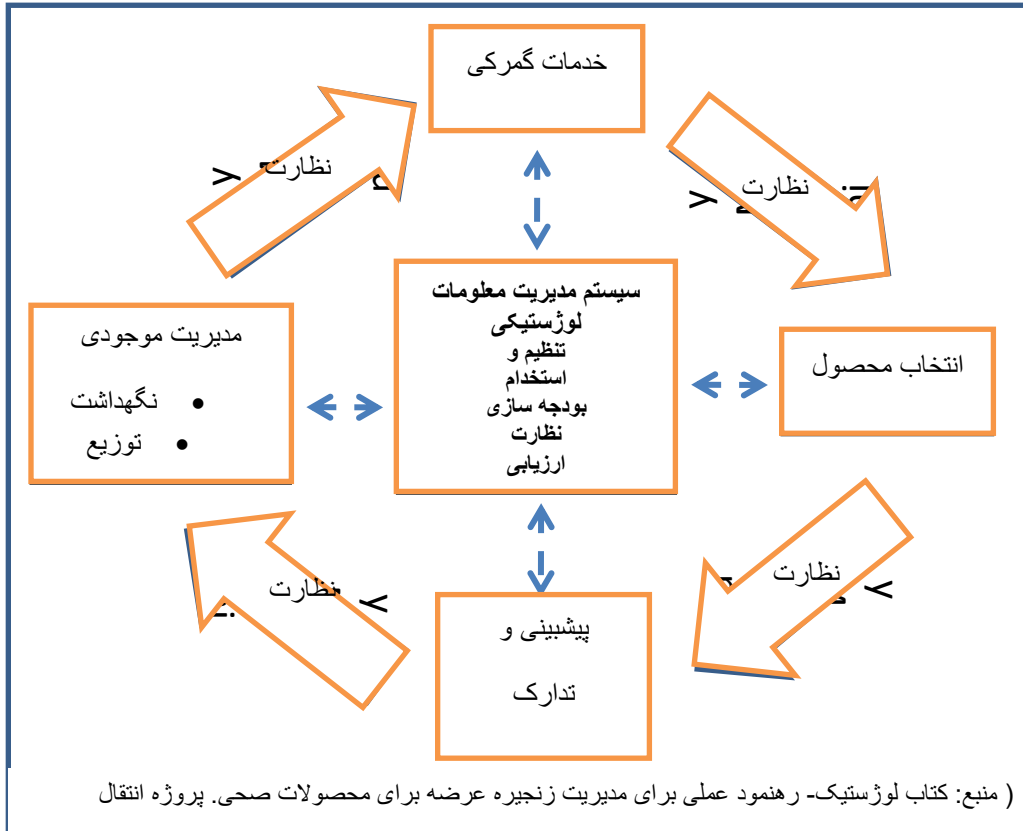 خدمات گمرکی
نظارت
نظارت
سیستم مدیریت معلومات
لوژستیکی
تنظیم و
استخدام
بودجه سازی
نظارت
ارزیابی
انتخاب محصول
مدیریت موجودی
• نگهداشت
• توزیع
نظارت
نظارت
پیشبینی و
تدارک
( منبع: کتاب لوژستیک- رهنمود عملی برای مدیریت زنجیره عرضه برای محصولات صحی. پروژه انتقال